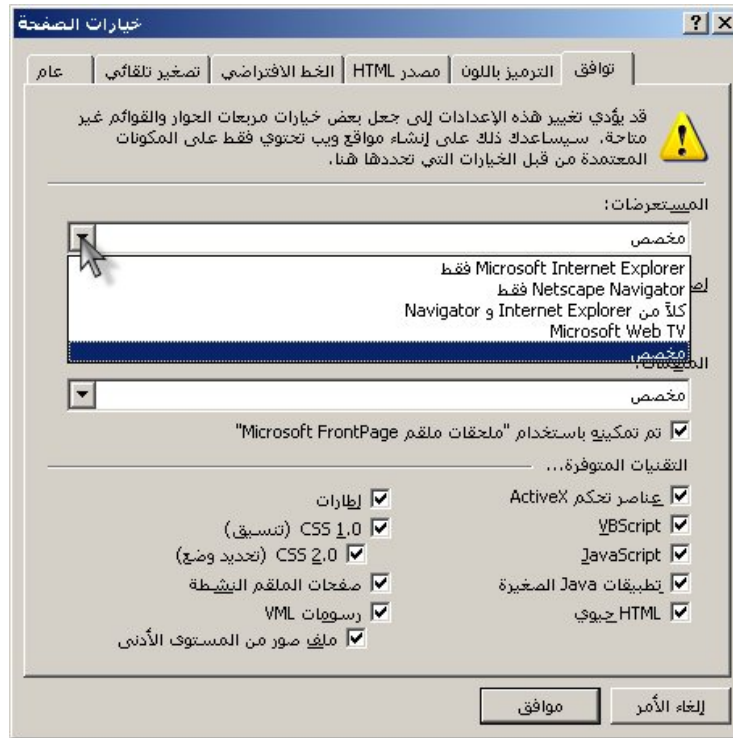 خيارات الصفحة
توافق
الترميز باللون
مصدر HTML
الخط الافتراضي
تصغير تلقائي
عام
قد يؤدي تغيير هذه الإعدادات إلى جعل بعض خيارات مربعات الحوار والقوائم غير
متاحة. سيساعدك ذلك على إنشاء مواقع ويب تحتوي فقط على المكونات
المعتمدة من قبل الخيارات التي تحددها هنا.
المستعرضات:
مخصص
Microsoft Internet Explorer فقط
Netscape Navigator فقط
كلاً من Internet Explorer و Navigator
Microsoft Web TV
مخصص
مخصص
تم تمكينه باستخدام "ملحقات ملقم Microsoft FrontPage"
التقنيات المتوفرة...
عناصر تحكم ActiveX
إطارات
VBScript
CSS 1.0 (تنسيق)
JavaScript
CSS 2.0 (تحديد وضع)
تطبيقات Java الصغيرة
صفحات الملقم النشطة
HTML حيوي
رسومات VML
ملف صور من المستوى الأدنى
إلغاء الأمر
موافق